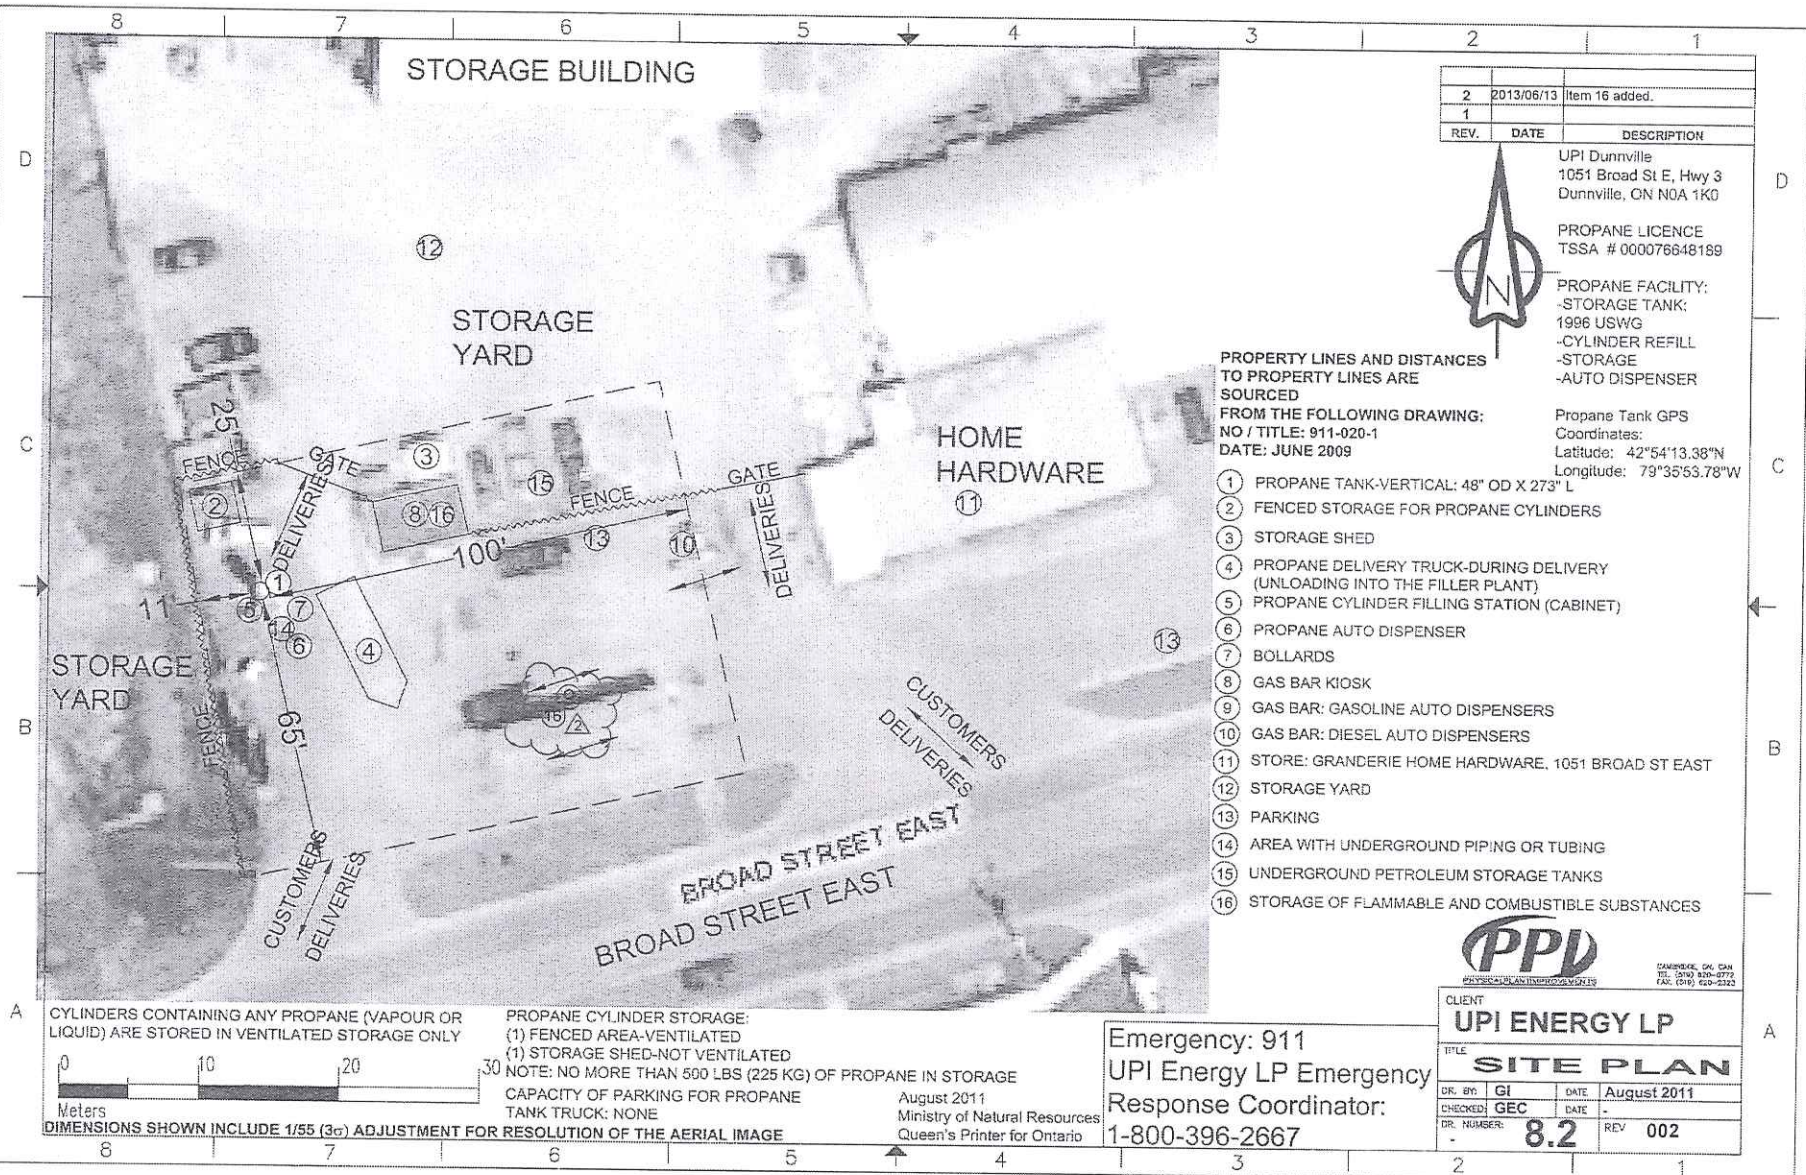 8 7 6 5 4 3 2 1
STORAGE BUILDING
2 2013/06/13 Item 16 added.
1
REV. DATE DESCRIPTION
D
D
UPI Dunnville
1051 Broad St E, Hwy 3
Dunnville, ON N0A 1K0
PROPANE LICENCE
TSSA # 000076648189
N
PROPANE FACILITY:
-STORAGE TANK:
1996 USWG
-CYLINDER REFILL
-STORAGE
-AUTO DISPENSER
Propane Tank GPS
Coordinates:
Latitude: 42°54'13.38"N
Longitude: 79°35'53.78"W
PROPERTY LINES AND DISTANCES
TO PROPERTY LINES ARE
SOURCED
FROM THE FOLLOWING DRAWING:
NO / TITLE: 911-020-1
DATE: JUNE 2009
12
STORAGE
YARD
C
C
25'
FENCE
GATE
3
15
FENCE
GATE
HOME
HARDWARE
11
2
DELIVERIES
8 16
100'
13
10
DELIVERIES
1
11'
5
7
14
6
4
13
STORAGE
YARD
B
B
FENCE
65'
9
16
2
CUSTOMERS
DELIVERIES
CUSTOMERS
DELIVERIES
BROAD STREET EAST
BROAD STREET EAST
1 PROPANE TANK-VERTICAL: 48" OD X 273" L
2 FENCED STORAGE FOR PROPANE CYLINDERS
3 STORAGE SHED
4 PROPANE DELIVERY TRUCK-DURING DELIVERY
(UNLOADING INTO THE FILLER PLANT)
5 PROPANE CYLINDER FILLING STATION (CABINET)
6 PROPANE AUTO DISPENSER
7 BOLLARDS
8 GAS BAR KIOSK
9 GAS BAR: GASOLINE AUTO DISPENSERS
10 GAS BAR: DIESEL AUTO DISPENSERS
11 STORE: GRANDERIE HOME HARDWARE, 1051 BROAD ST EAST
12 STORAGE YARD
13 PARKING
14 AREA WITH UNDERGROUND PIPING OR TUBING
15 UNDERGROUND PETROLEUM STORAGE TANKS
16 STORAGE OF FLAMMABLE AND COMBUSTIBLE SUBSTANCES
PPI
PHYSICAL PLANT IMPROVEMENTS
CAMBRIDGE, ON, CAN
TEL. (519) 620-0772
FAX. (519) 620-2323
A
A
CYLINDERS CONTAINING ANY PROPANE (VAPOUR OR
LIQUID) ARE STORED IN VENTILATED STORAGE ONLY
0 10 20 30
Meters
PROPANE CYLINDER STORAGE:
(1) FENCED AREA-VENTILATED
(1) STORAGE SHED-NOT VENTILATED
NOTE: NO MORE THAN 500 LBS (225 KG) OF PROPANE IN STORAGE
CAPACITY OF PARKING FOR PROPANE
TANK TRUCK: NONE
DIMENSIONS SHOWN INCLUDE 1/55 (3σ) ADJUSTMENT FOR RESOLUTION OF THE AERIAL IMAGE
August 2011
Ministry of Natural Resources
Queen's Printer for Ontario
Emergency: 911
UPI Energy LP Emergency
Response Coordinator:
1-800-396-2667
CLIENT
UPI ENERGY LP
TITLE
SITE PLAN
DR. BY: GI DATE August 2011
CHECKED: GEC DATE -
DR. NUMBER: - 8.2 REV 002
8 7 6 5 4 3 2 1